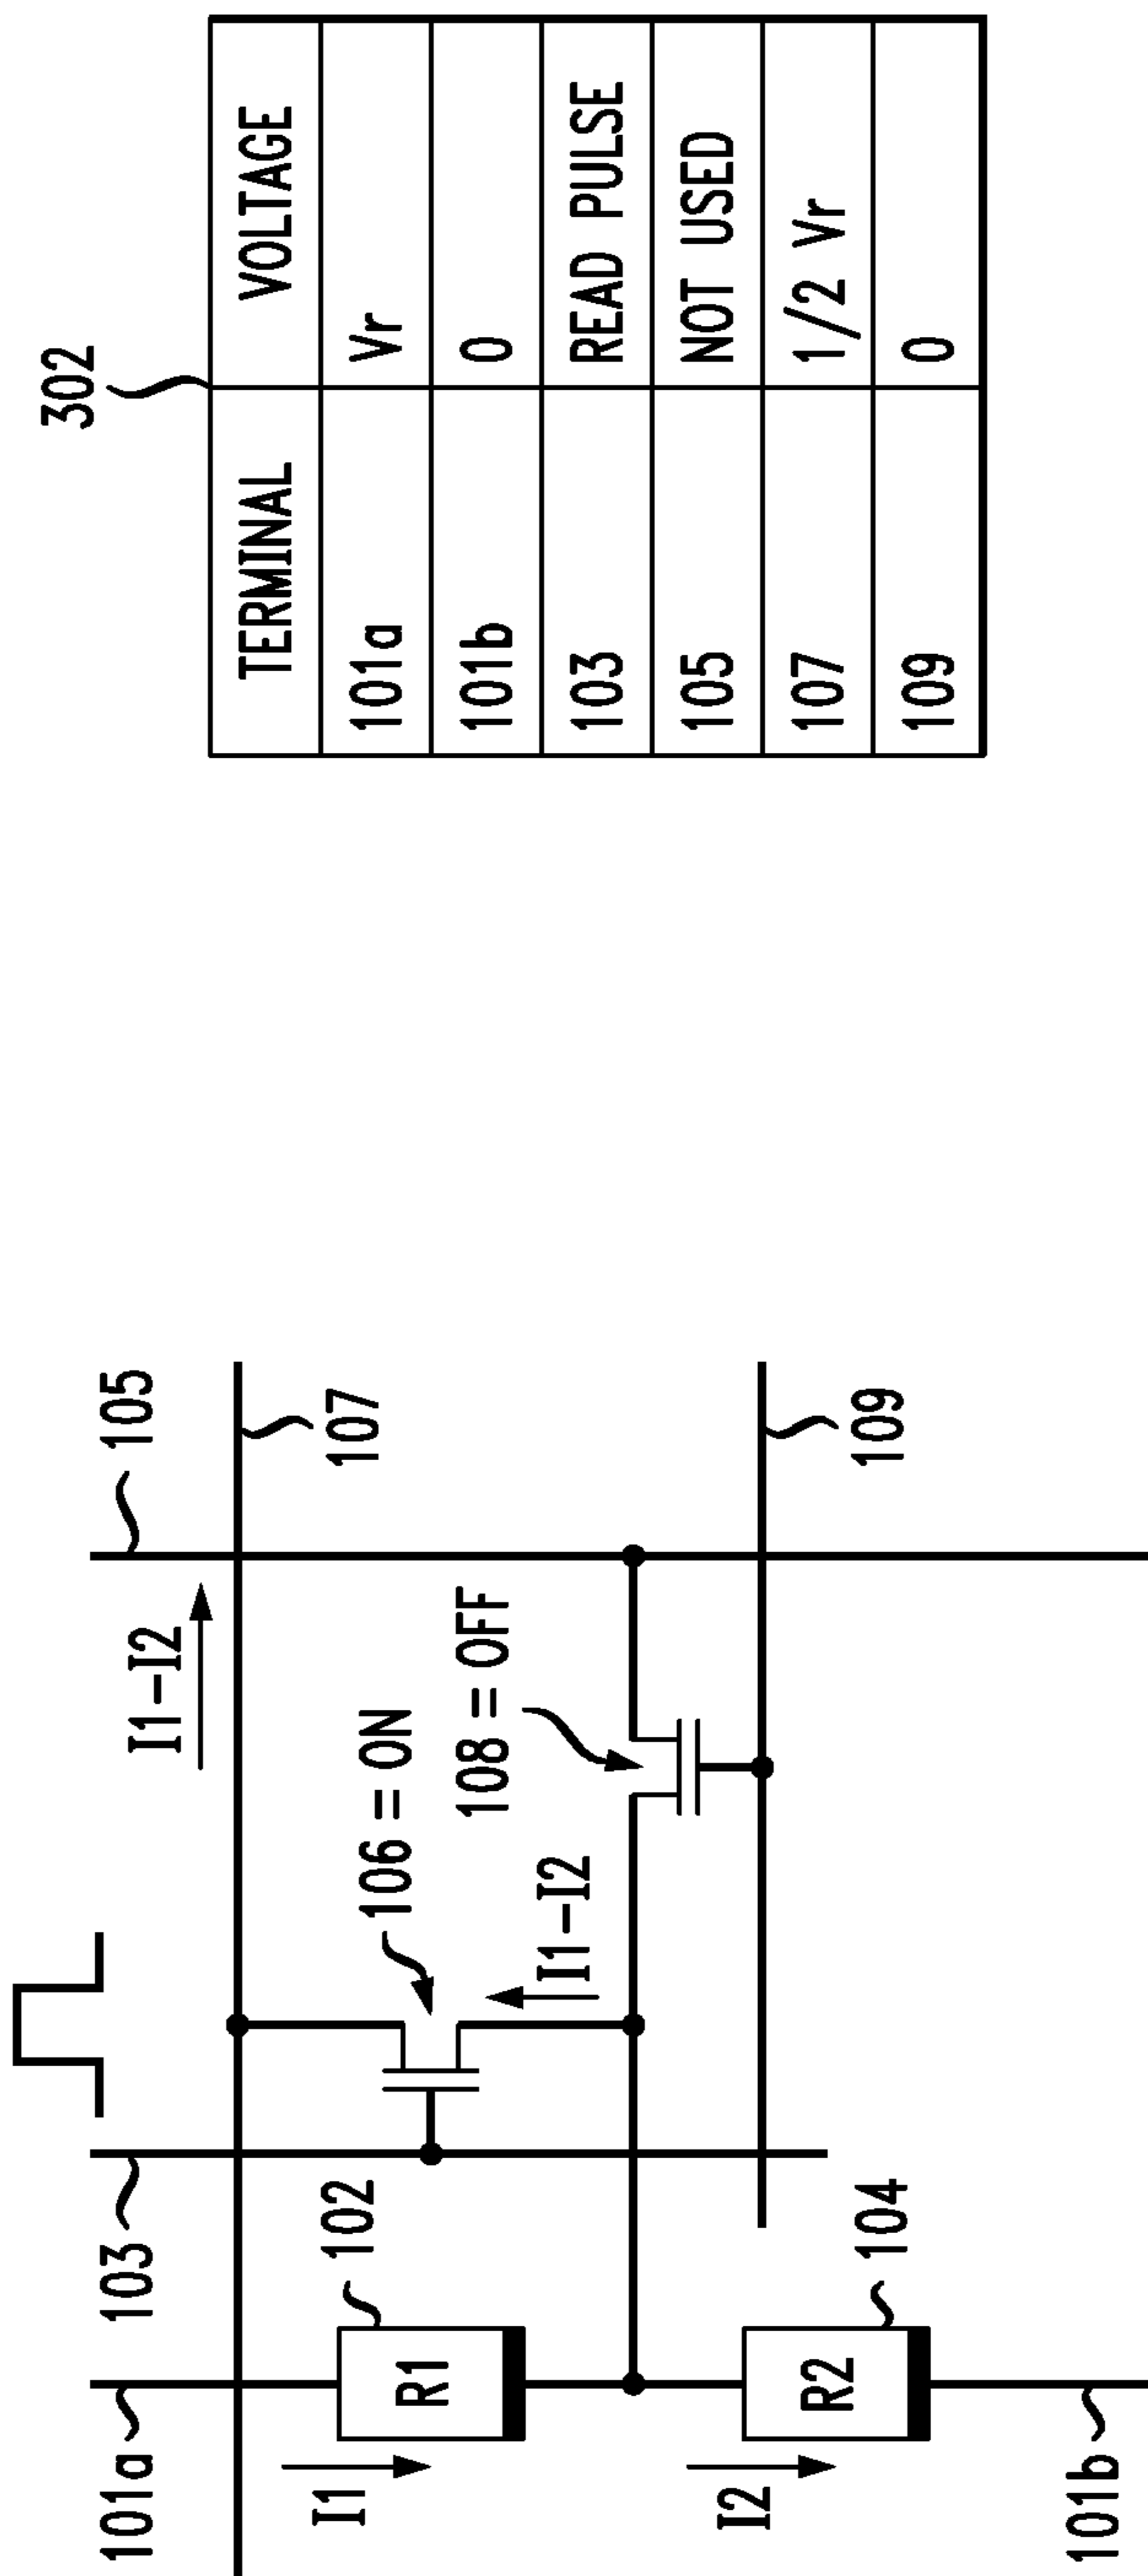 101a
103
105
I1-I2
107
I1
R1
102
106 = ON
108 = OFF
I1-I2
I2
R2
104
109
101b
302
TERMINAL VOLTAGE
101a Vr
101b 0
103 READ PULSE
105 NOT USED
107 1/2 Vr
109 0